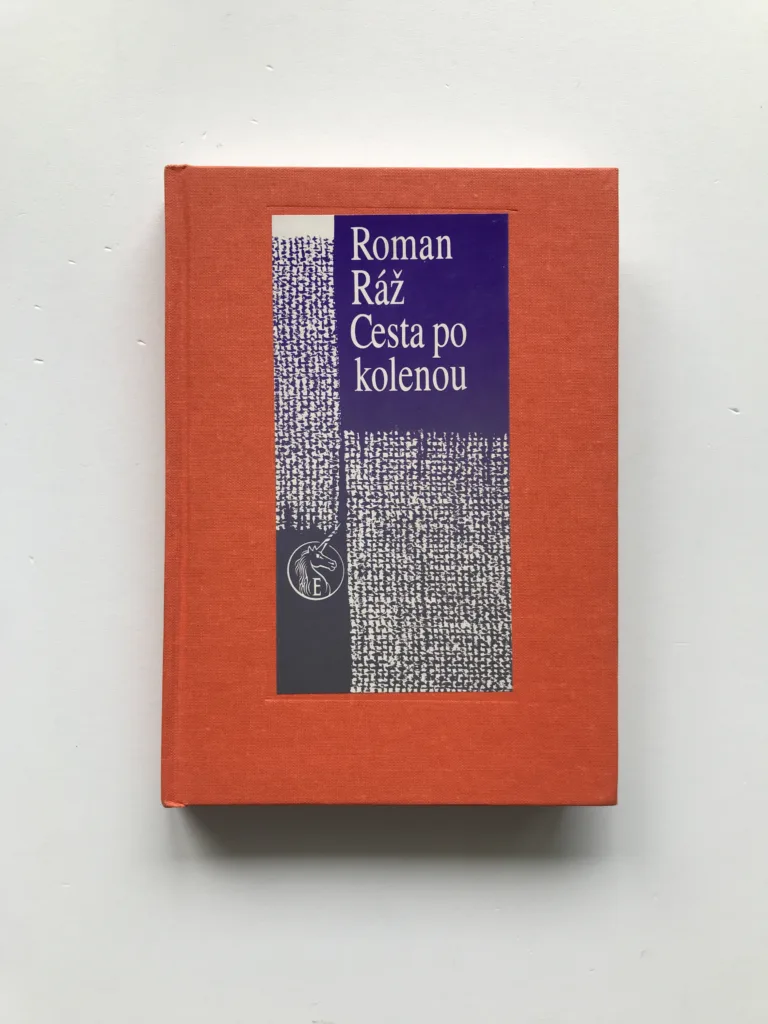 Roman
Ráž
Cesta po
kolenou
E